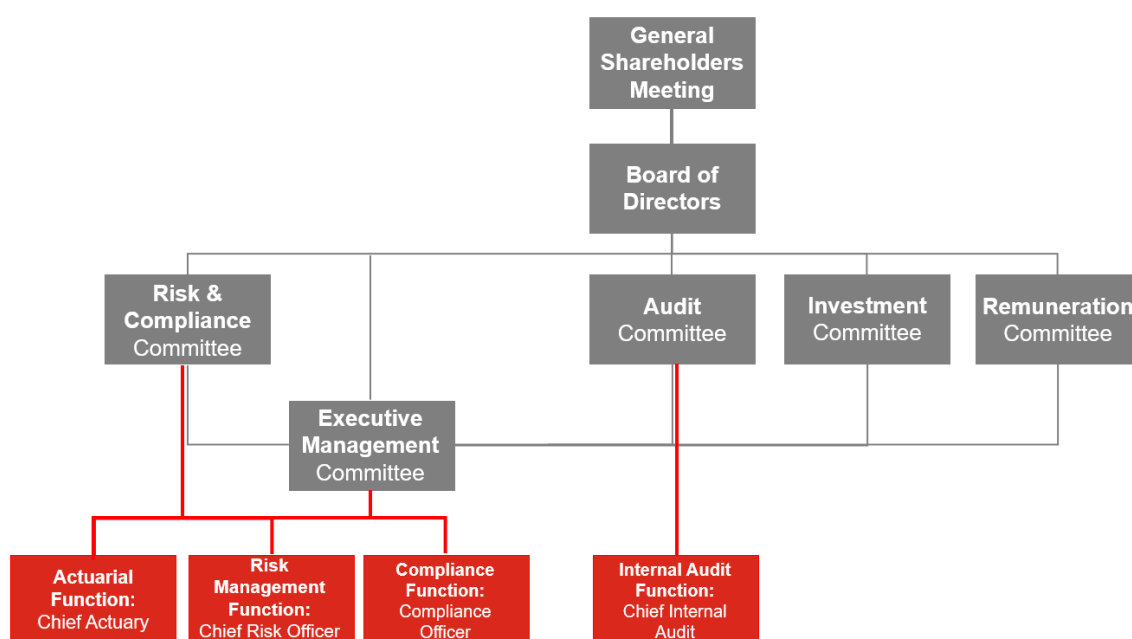 General
Shareholders
Meeting
Board of
Directors
Risk &
Compliance
Committee
Audit
Committee
Investment
Committee
Remuneration
Committee
Executive
Management
Committee
Actuarial
Function:
Chief Actuary
Risk
Management
Function:
Chief Risk Officer
Compliance
Function:
Compliance
Officer
Internal Audit
Function:
Chief Internal
Audit